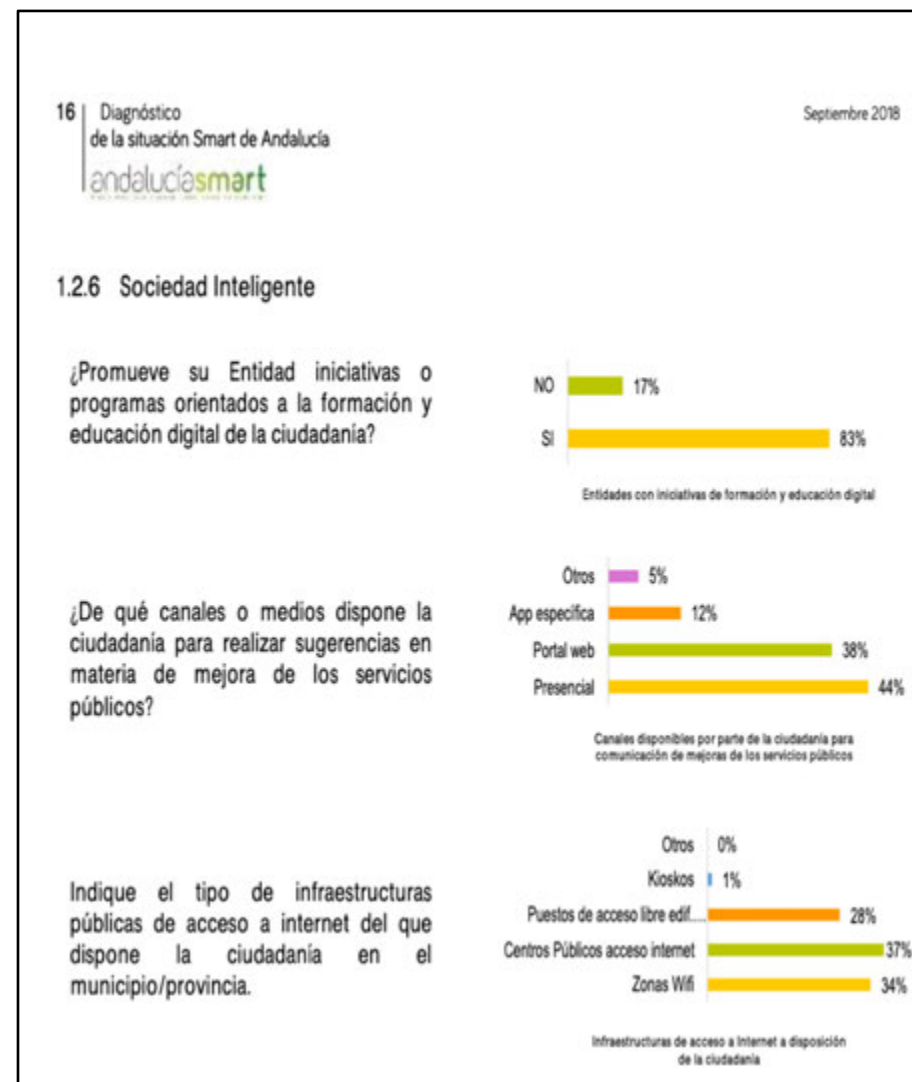 16 Diagnóstico
de la situación Smart de Andalucía
andalucíasmart
Septiembre 2018
1.2.6 Sociedad Inteligente
¿Promueve su Entidad iniciativas o
programas orientados a la formación y
educación digital de la ciudadanía?
NO 17%
SI 83%
Entidades con iniciativas de formación y educación digital
¿De qué canales o medios dispone la
ciudadanía para realizar sugerencias en
materia de mejora de los servicios
públicos?
Otros 5%
App específica 12%
Portal web 38%
Presencial 44%
Canales disponibles por parte de la ciudadanía para
comunicación de mejoras de los servicios públicos
Indique el tipo de infraestructuras
públicas de acceso a internet del que
dispone la ciudadanía en el
municipio/provincia.
Otros 0%
Kioskos 1%
Puestos de acceso libre edif.... 28%
Centros Públicos acceso internet 37%
Zonas Wifi 34%
Infraestructuras de acceso a Internet a disposición
de la ciudadanía